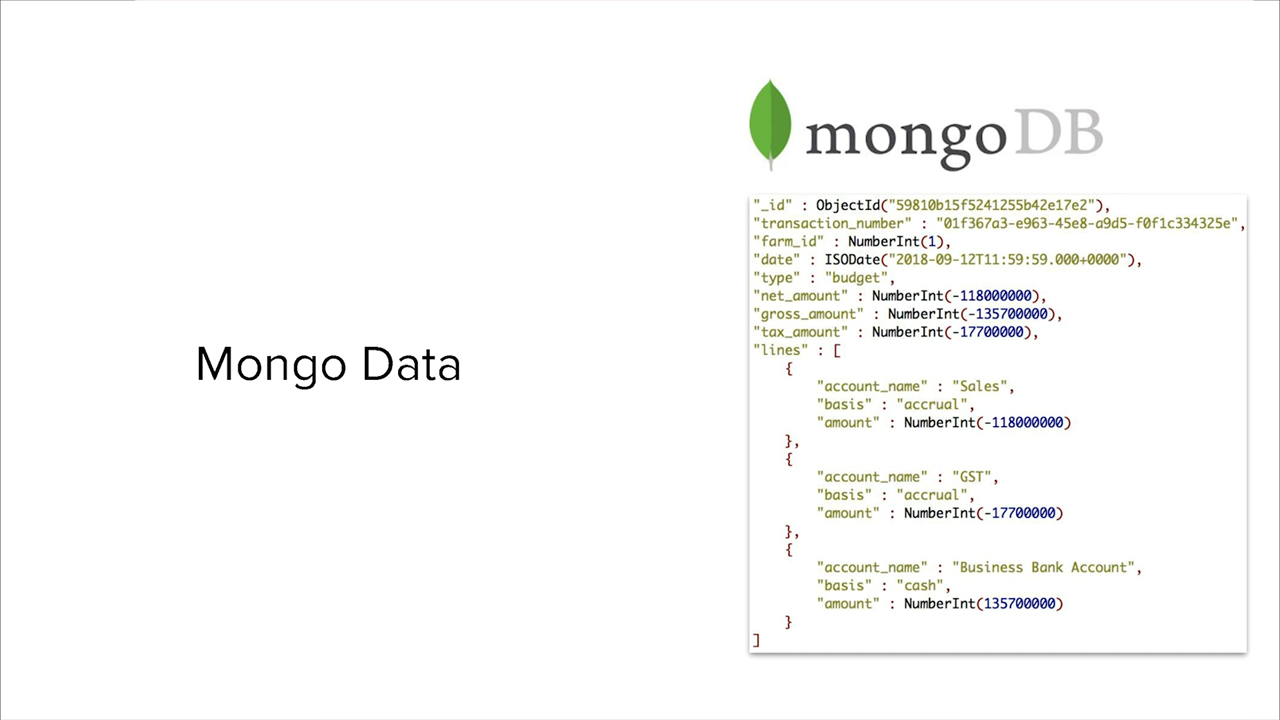 Mongo Data
mongoDB
"_id" : ObjectId("59810b15f5241255b42e17e2"),
"transaction_number" : "01f367a3-e963-45e8-a9d5-f0f1c334325e",
"farm_id" : NumberInt(1),
"date" : ISODate("2018-09-12T11:59:59.000+0000"),
"type" : "budget",
"net_amount" : NumberInt(-118000000),
"gross_amount" : NumberInt(-135700000),
"tax_amount" : NumberInt(-17700000),
"lines" : [
{
"account_name" : "Sales",
"basis" : "accrual",
"amount" : NumberInt(-118000000)
},
{
"account_name" : "GST",
"basis" : "accrual",
"amount" : NumberInt(-17700000)
},
{
"account_name" : "Business Bank Account",
"basis" : "cash",
"amount" : NumberInt(135700000)
}
]